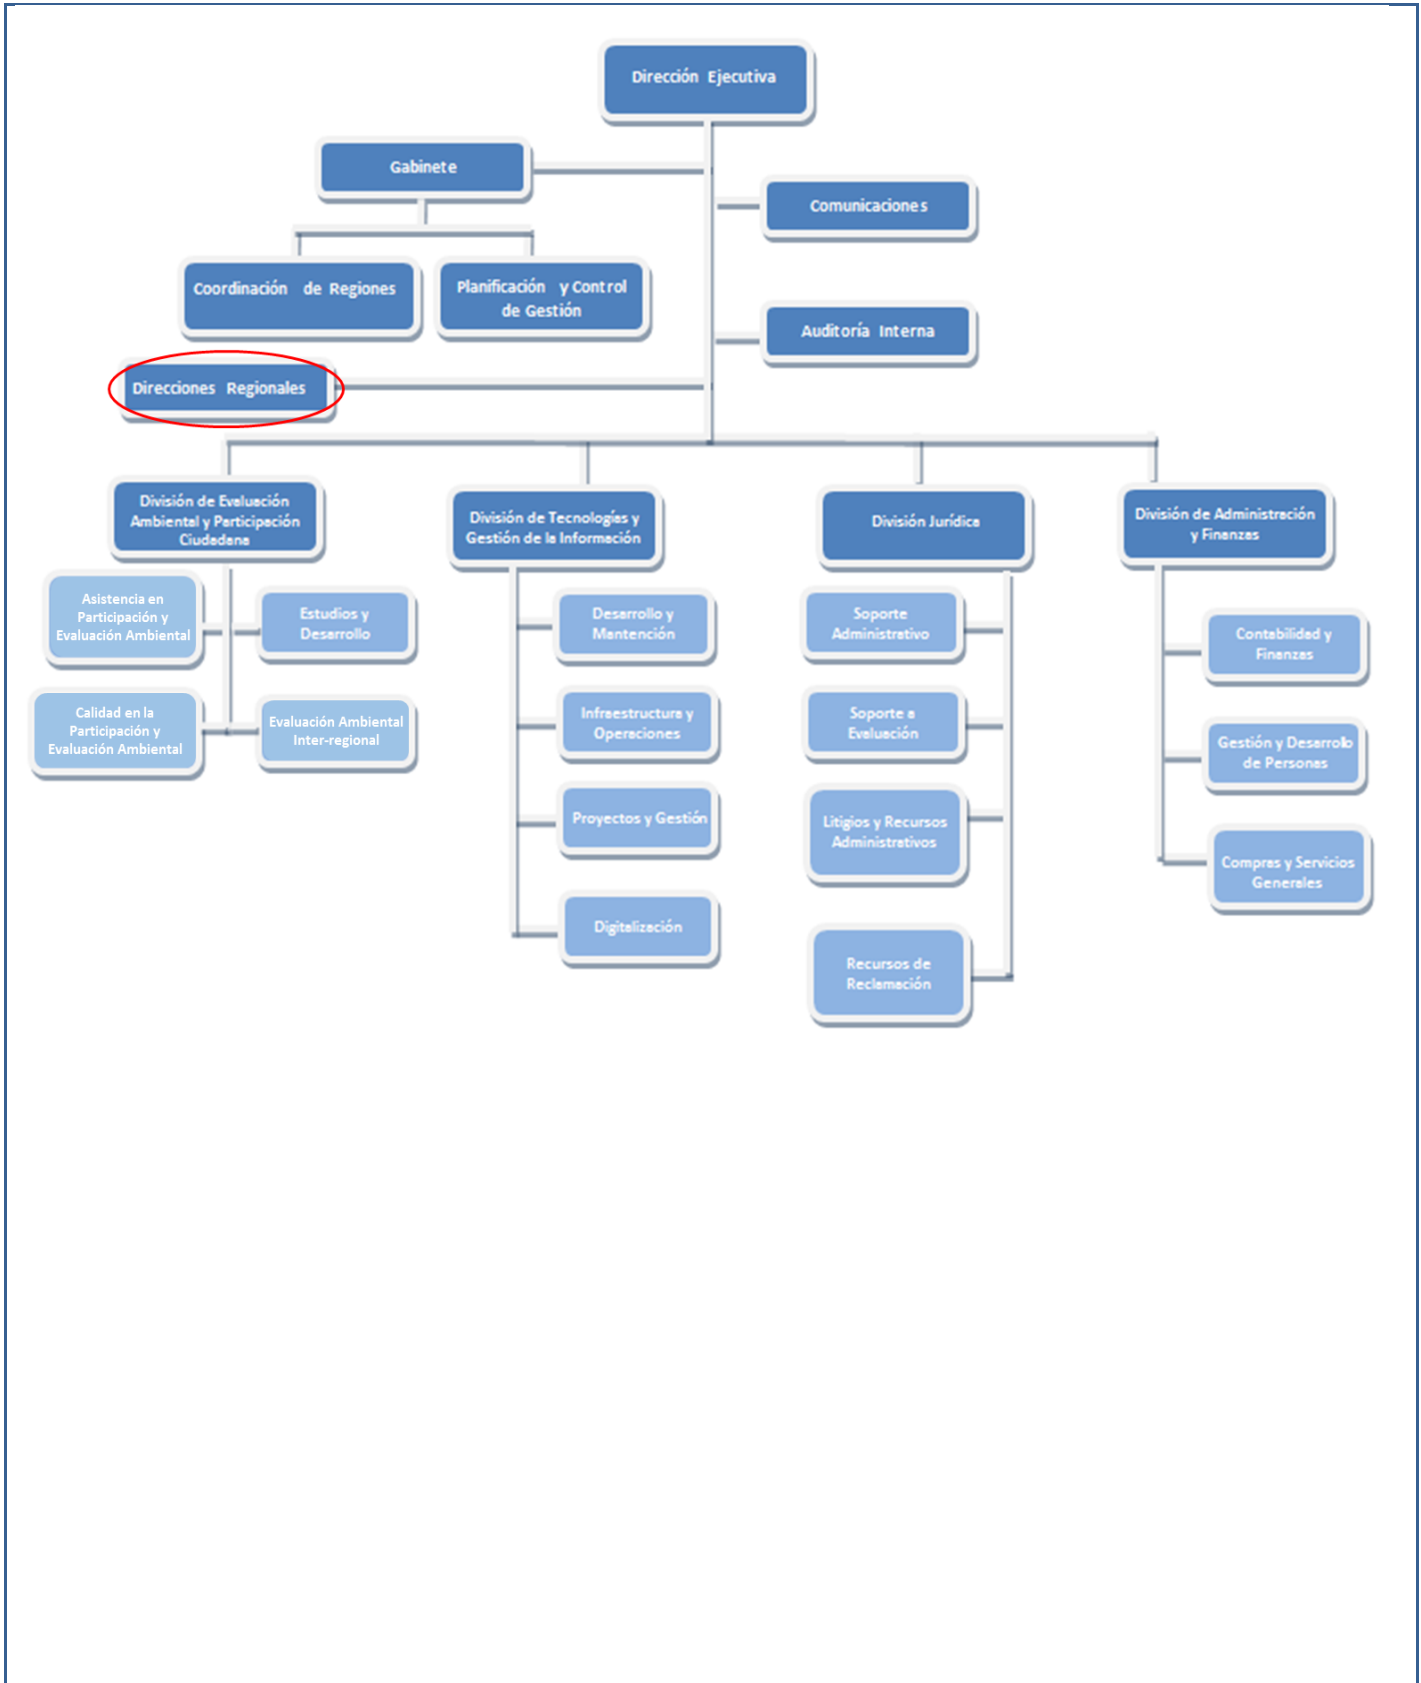 Dirección Ejecutiva
Gabinete
Comunicaciones
Coordinación de Regiones
Planificación y Control
de Gestión
Auditoría Interna
Direcciones Regionales
División de Evaluación
Ambiental y Participación
Ciudadana
División de Tecnologías y
Gestión de la Información
División Jurídica
División de Administración
y Finanzas
Asistencia en
Participación y
Evaluación Ambiental
Estudios y
Desarrollo
Calidad en la
Participación y
Evaluación Ambiental
Evaluación Ambiental
Inter-regional
Desarrollo y
Mantención
Infraestructura y
Operaciones
Proyectos y Gestión
Digitalización
Soporte
Administrativo
Soporte a
Evaluación
Litigios y Recursos
Administrativos
Recursos de
Reclamación
Contabilidad y
Finanzas
Gestión y Desarrollo
de Personas
Compras y Servicios
Generales